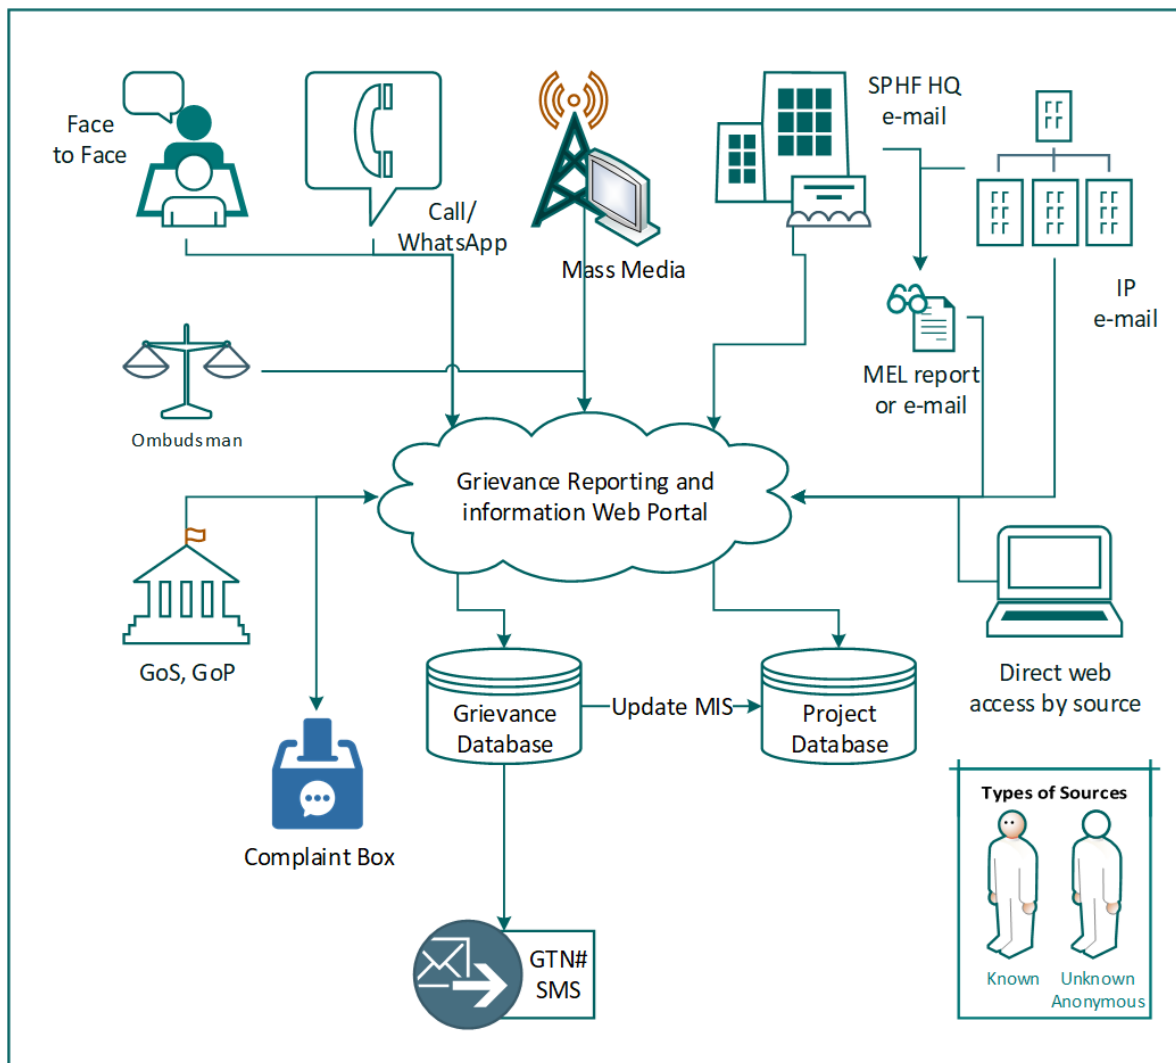 Face
to Face
Call/
WhatsApp
Mass Media
SPHF HQ
e-mail
IP
e-mail
MEL report
or e-mail
Ombudsman
Grievance Reporting and
information Web Portal
GoS, GoP
Complaint Box
Grievance
Database
Update MIS
Project
Database
Direct web
access by source
GTN#
SMS
Types of Sources
Known
Unknown
Anonymous